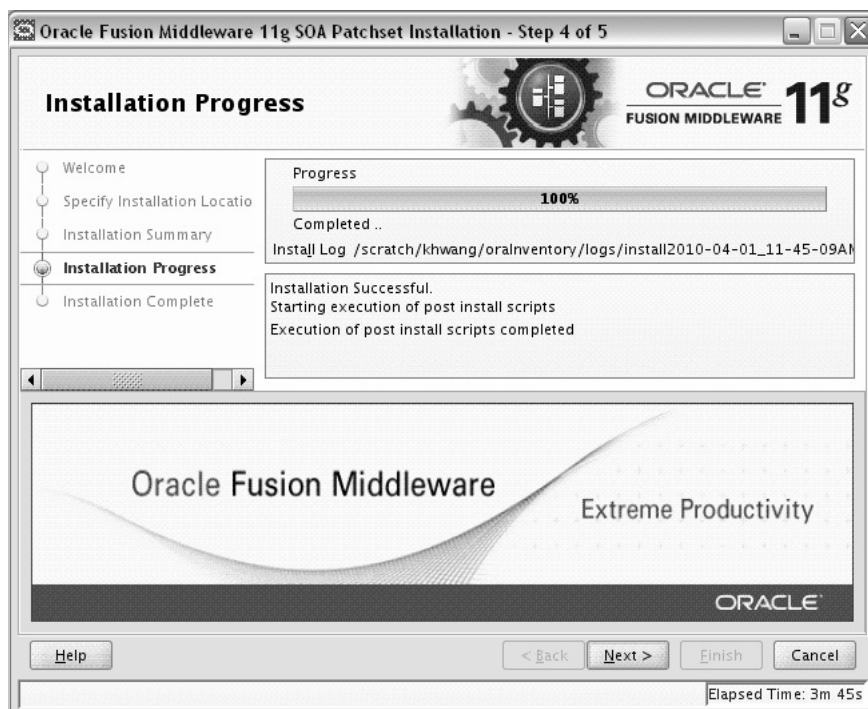 Oracle Fusion Middleware 11g SOA Patchset Installation - Step 4 of 5
Installation Progress
ORACLE
FUSION MIDDLEWARE
11g
Welcome
Specify Installation Locatio
Installation Summary
Installation Progress
Installation Complete
Progress
100%
Completed ..
Install Log /scratch/khwang/oraInventory/logs/install2010-04-01_11-45-09AM
Installation Successful.
Starting execution of post install scripts
Execution of post install scripts completed
Oracle Fusion Middleware
Extreme Productivity
ORACLE
Help
< Back
Next >
Finish
Cancel
Elapsed Time: 3m 45s